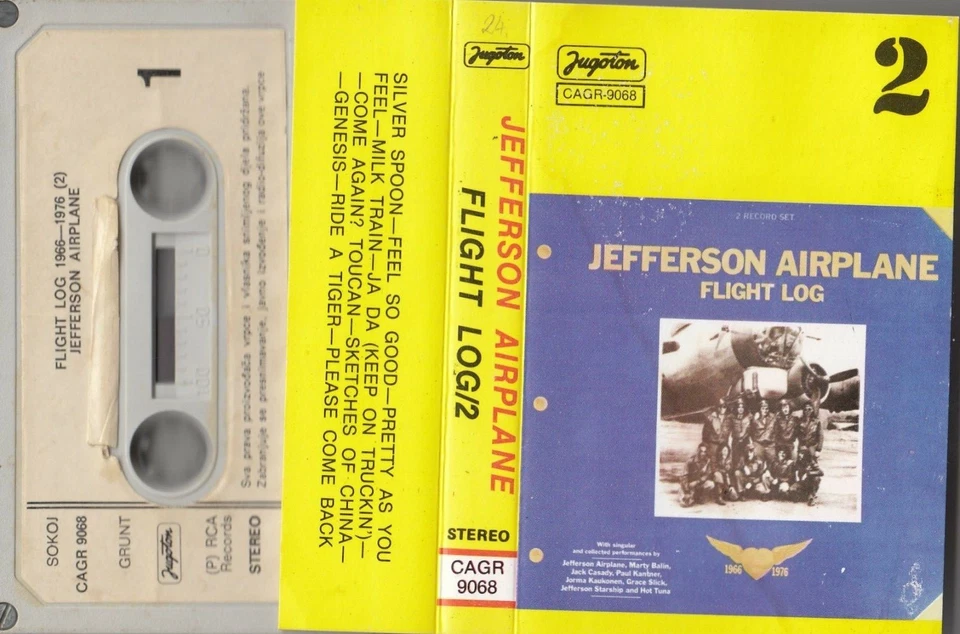 1
FLIGHT LOG 1966—1976 (2)
JEFFERSON AIRPLANE
0
50
100
Sva prava proizvođača vrpce i vlasnika snimljenog djela pridržana.
Zabranjuje se presnimavanje, javno izvođenje i radio-difuzija ove vrpce
SOKOJ
CAGR 9068
GRUNT
Jugoton
(P) RCA
Records
STEREO
SILVER SPOON—FEEL SO GOOD—PRETTY AS YOU
FEEL—MILK TRAIN—JA DA (KEEP ON TRUCKIN')—
—COME AGAIN? TOUCAN—SKETCHES OF CHINA—
—GENESIS—RIDE A TIGER—PLEASE COME BACK
24.
Jugoton
JEFFERSON AIRPLANE
FLIGHT LOG/2
STEREO
CAGR
9068
Jugoton
CAGR-9068
2
2 RECORD SET
JEFFERSON AIRPLANE
FLIGHT LOG
With singular
and collected performances by
Jefferson Airplane, Marty Balin,
Jack Casady, Paul Kantner,
Jorma Kaukonen, Grace Slick,
Jefferson Starship and Hot Tuna
1966 1976